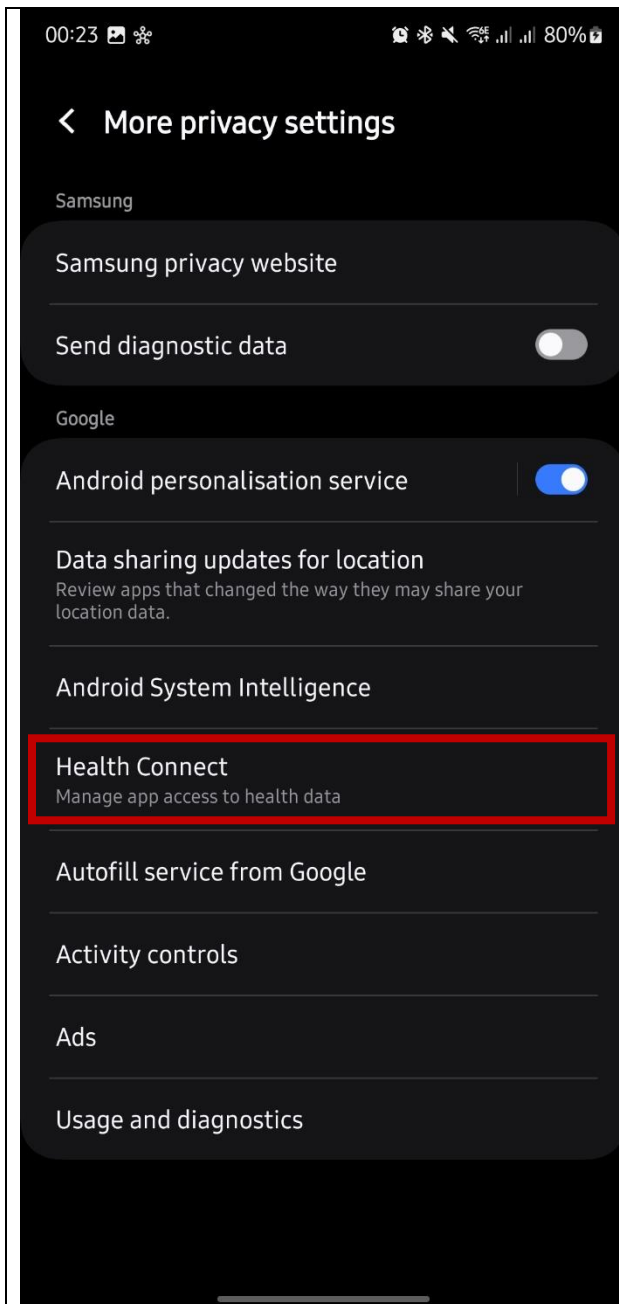 00:23 80%
More privacy settings
Samsung
Samsung privacy website
Send diagnostic data
Google
Android personalisation service
Data sharing updates for location
Review apps that changed the way they may share your
location data.
Android System Intelligence
Health Connect
Manage app access to health data
Autofill service from Google
Activity controls
Ads
Usage and diagnostics